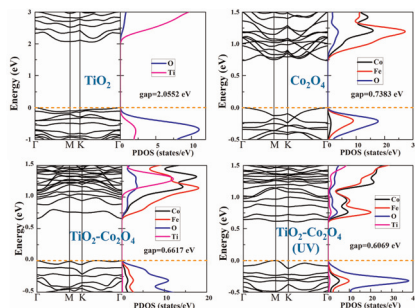 3
2
1
0
-1
Energy (eV)
Γ M K Γ 0 5 10
PDOS (states/eV)
TiO2
O
Ti
gap=2.0552 eV
1.5
1.0
0.5
0.0
-0.5
Energy (eV)
Γ M K Γ 0 10 20 30
PDOS (states/eV)
Co2O4
Co
Fe
O
gap=0.7383 eV
1.5
1.0
0.5
0.0
-0.5
Energy (eV)
Γ M K Γ 0 10 20
PDOS (states/eV)
TiO2-Co2O4
Co
Fe
O
Ti
gap=0.6617 eV
1.5
1.0
0.5
0.0
-0.5
Energy (eV)
Γ M K Γ 0 10 20 30
PDOS (states/eV)
TiO2-Co2O4
(UV)
Co
Fe
O
Ti
gap=0.6069 eV